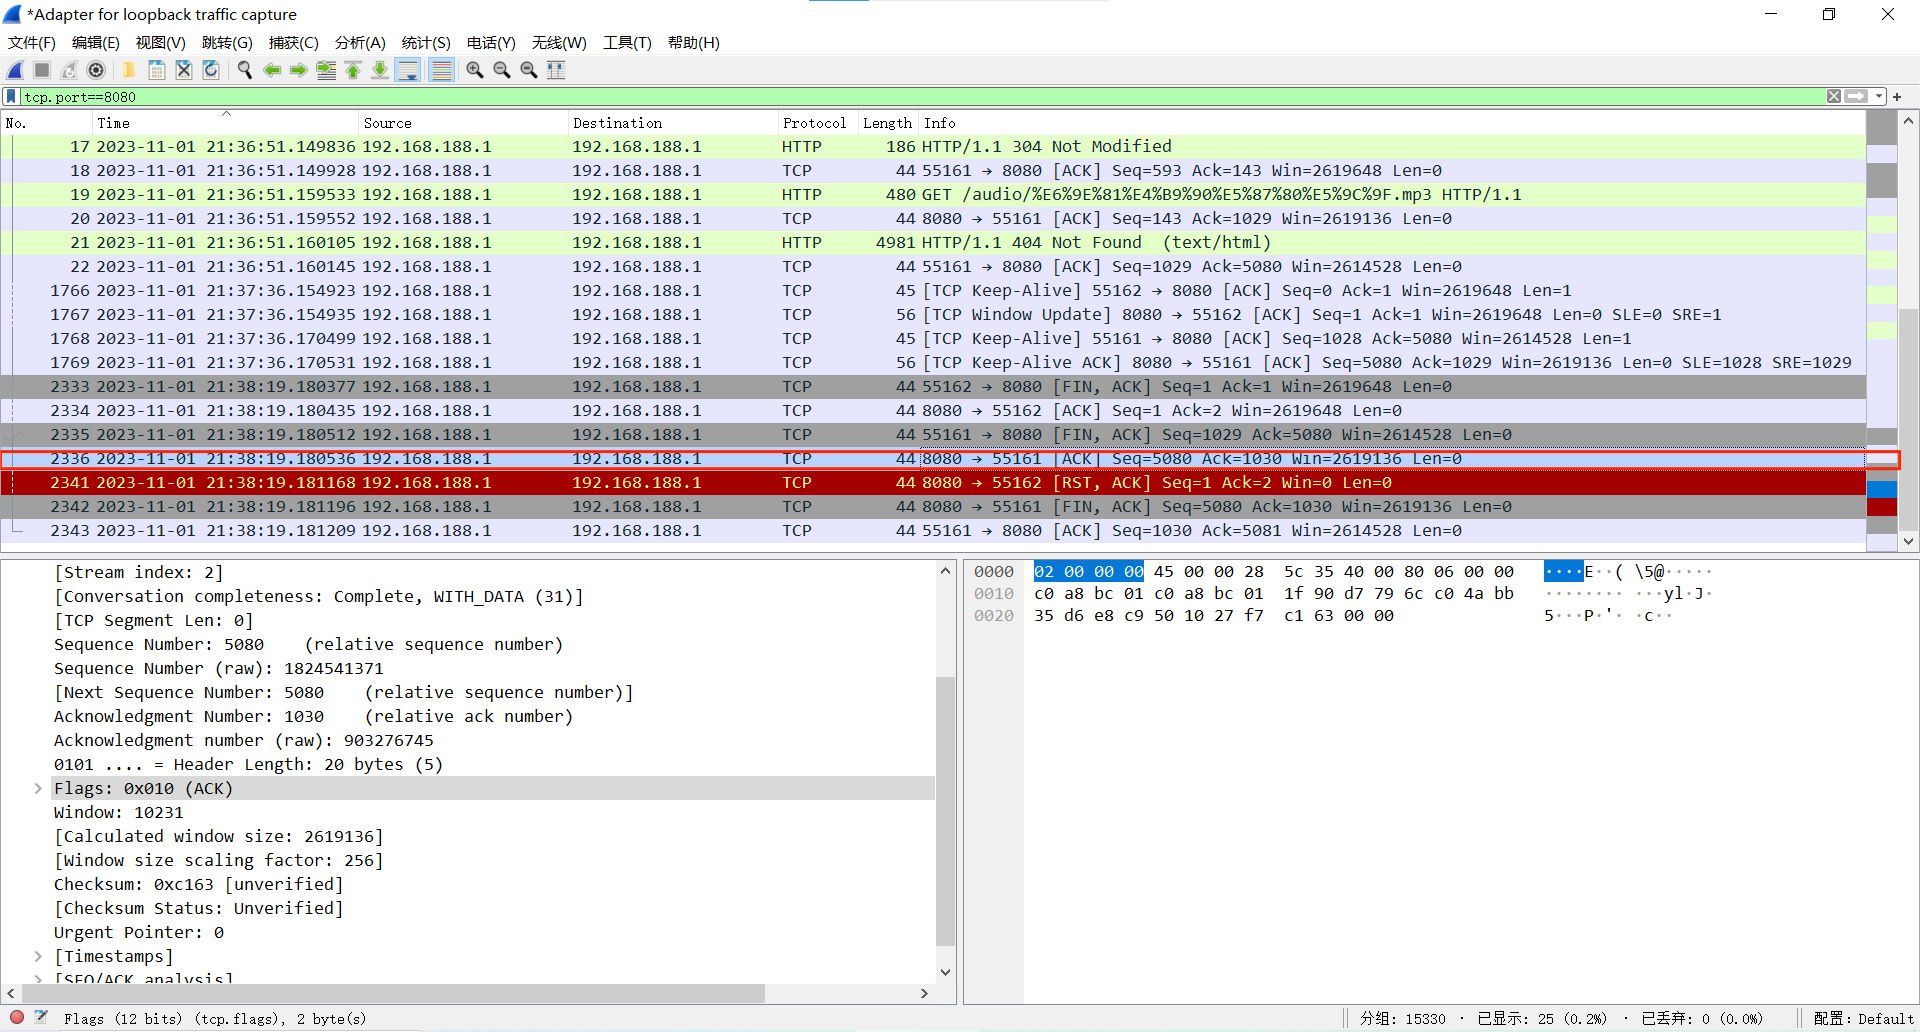 *Adapter for loopback traffic capture
文件(F) 编辑(E) 视图(V) 跳转(G) 捕获(C) 分析(A) 统计(S) 电话(Y) 无线(W) 工具(T) 帮助(H)
tcp.port==8080
No. Time Source Destination Protocol Length Info
17 2023-11-01 21:36:51.149836 192.168.188.1 192.168.188.1 HTTP 186 HTTP/1.1 304 Not Modified
18 2023-11-01 21:36:51.149928 192.168.188.1 192.168.188.1 TCP 44 55161 → 8080 [ACK] Seq=593 Ack=143 Win=2619648 Len=0
19 2023-11-01 21:36:51.159533 192.168.188.1 192.168.188.1 HTTP 480 GET /audio/%E6%9E%81%E4%B9%90%E5%87%80%E5%9C%9F.mp3 HTTP/1.1
20 2023-11-01 21:36:51.159552 192.168.188.1 192.168.188.1 TCP 44 8080 → 55161 [ACK] Seq=143 Ack=1029 Win=2619136 Len=0
21 2023-11-01 21:36:51.160105 192.168.188.1 192.168.188.1 HTTP 4981 HTTP/1.1 404 Not Found (text/html)
22 2023-11-01 21:36:51.160145 192.168.188.1 192.168.188.1 TCP 44 55161 → 8080 [ACK] Seq=1029 Ack=5080 Win=2614528 Len=0
1766 2023-11-01 21:37:36.154923 192.168.188.1 192.168.188.1 TCP 45 [TCP Keep-Alive] 55162 → 8080 [ACK] Seq=0 Ack=1 Win=2619648 Len=1
1767 2023-11-01 21:37:36.154935 192.168.188.1 192.168.188.1 TCP 56 [TCP Window Update] 8080 → 55162 [ACK] Seq=1 Ack=1 Win=2619648 Len=0 SLE=0 SRE=1
1768 2023-11-01 21:37:36.170499 192.168.188.1 192.168.188.1 TCP 45 [TCP Keep-Alive] 55161 → 8080 [ACK] Seq=1028 Ack=5080 Win=2614528 Len=1
1769 2023-11-01 21:37:36.170531 192.168.188.1 192.168.188.1 TCP 56 [TCP Keep-Alive ACK] 8080 → 55161 [ACK] Seq=5080 Ack=1029 Win=2619136 Len=0 SLE=1028 SRE=1029
2333 2023-11-01 21:38:19.180377 192.168.188.1 192.168.188.1 TCP 44 55162 → 8080 [FIN, ACK] Seq=1 Ack=1 Win=2619648 Len=0
2334 2023-11-01 21:38:19.180435 192.168.188.1 192.168.188.1 TCP 44 8080 → 55162 [ACK] Seq=1 Ack=2 Win=2619648 Len=0
2335 2023-11-01 21:38:19.180512 192.168.188.1 192.168.188.1 TCP 44 55161 → 8080 [FIN, ACK] Seq=1029 Ack=5080 Win=2614528 Len=0
2336 2023-11-01 21:38:19.180536 192.168.188.1 192.168.188.1 TCP 44 8080 → 55161 [ACK] Seq=5080 Ack=1030 Win=2619136 Len=0
2341 2023-11-01 21:38:19.181168 192.168.188.1 192.168.188.1 TCP 44 8080 → 55162 [RST, ACK] Seq=1 Ack=2 Win=0 Len=0
2342 2023-11-01 21:38:19.181196 192.168.188.1 192.168.188.1 TCP 44 8080 → 55161 [FIN, ACK] Seq=5080 Ack=1030 Win=2619136 Len=0
2343 2023-11-01 21:38:19.181209 192.168.188.1 192.168.188.1 TCP 44 55161 → 8080 [ACK] Seq=1030 Ack=5081 Win=2614528 Len=0
[Stream index: 2]
[Conversation completeness: Complete, WITH_DATA (31)]
[TCP Segment Len: 0]
Sequence Number: 5080 (relative sequence number)
Sequence Number (raw): 1824541371
[Next Sequence Number: 5080 (relative sequence number)]
Acknowledgment Number: 1030 (relative ack number)
Acknowledgment number (raw): 903276745
0101 .... = Header Length: 20 bytes (5)
Flags: 0x010 (ACK)
Window: 10231
[Calculated window size: 2619136]
[Window size scaling factor: 256]
Checksum: 0xc163 [unverified]
[Checksum Status: Unverified]
Urgent Pointer: 0
[Timestamps]
[SEQ/ACK analysis]
0000 02 00 00 00 45 00 00 28 5c 35 40 00 80 06 00 00 ····E··( \5@·····
0010 c0 a8 bc 01 c0 a8 bc 01 1f 90 d7 79 6c c0 4a bb ········ ···yl·J·
0020 35 d6 e8 c9 50 10 27 f7 c1 63 00 00 5···P·'· ·c··
Flags (12 bits) (tcp.flags), 2 byte(s)
分组: 15330 · 已显示: 25 (0.2%) · 已丢弃: 0 (0.0%)
配置: Default